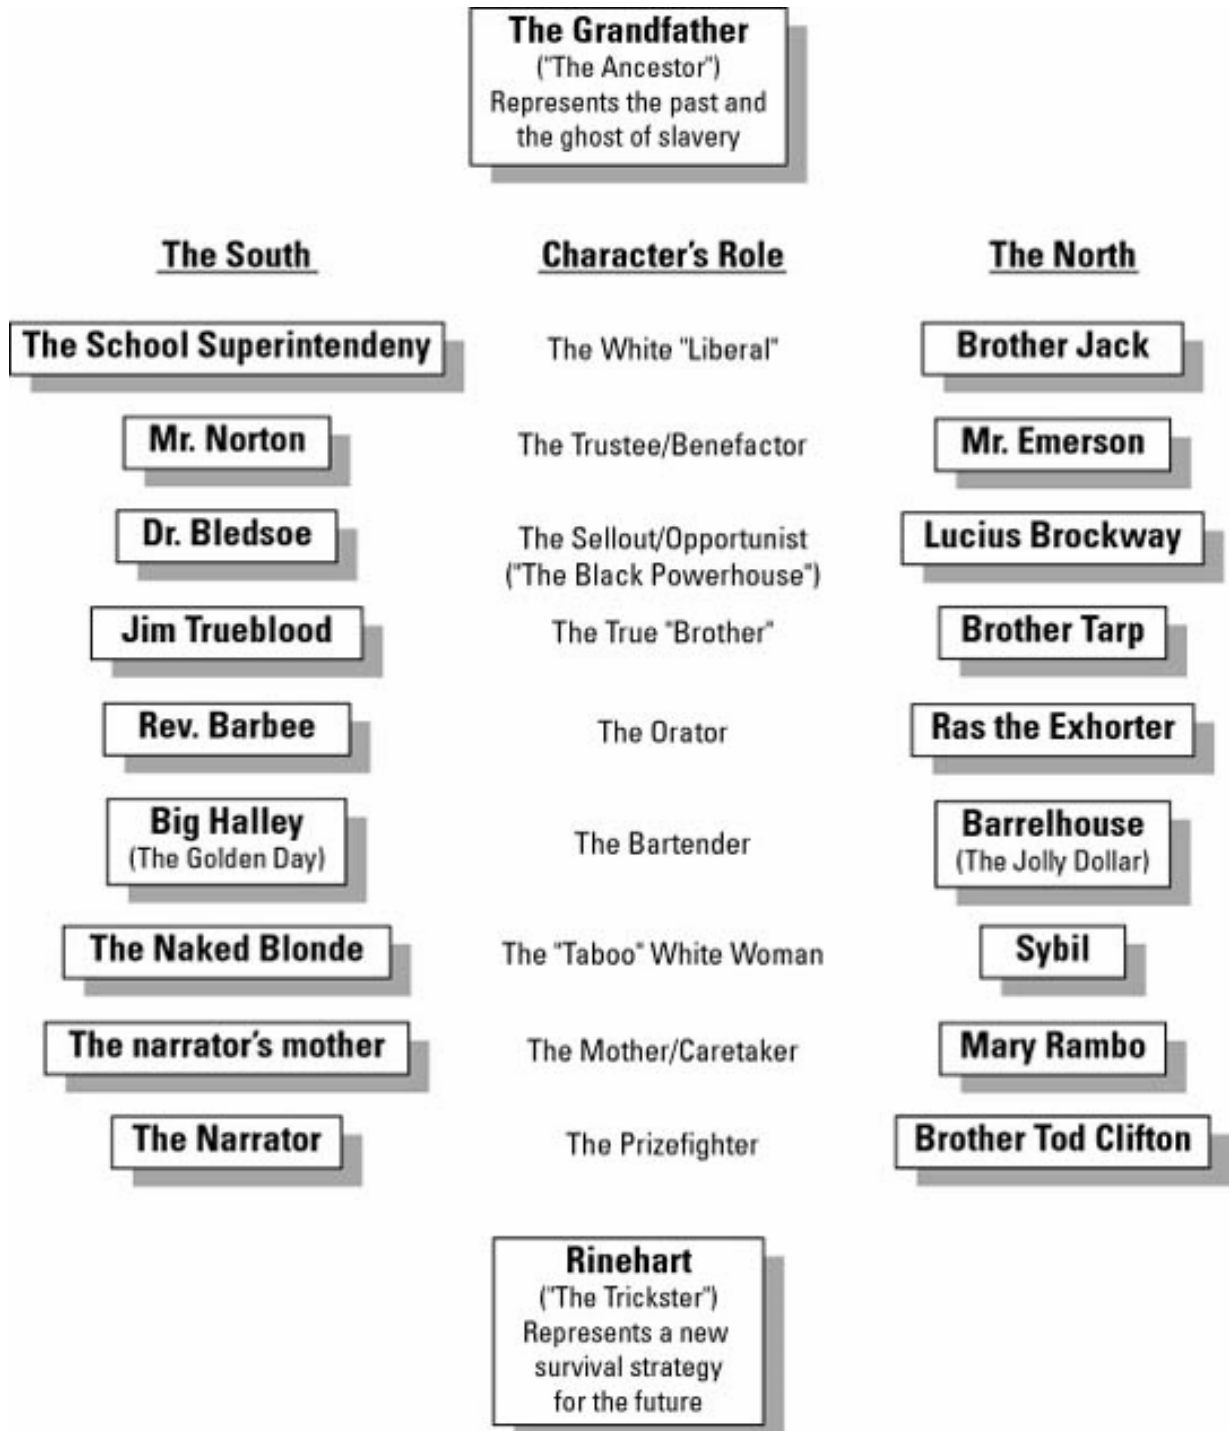 The Grandfather
("The Ancestor")
Represents the past and
the ghost of slavery
The South
Character's Role
The North
The School Superintendeny
The White "Liberal"
Brother Jack
Mr. Norton
The Trustee/Benefactor
Mr. Emerson
Dr. Bledsoe
The Sellout/Opportunist
("The Black Powerhouse")
Lucius Brockway
Jim Trueblood
The True "Brother"
Brother Tarp
Rev. Barbee
The Orator
Ras the Exhorter
Big Halley
(The Golden Day)
The Bartender
Barrelhouse
(The Jolly Dollar)
The Naked Blonde
The "Taboo" White Woman
Sybil
The narrator's mother
The Mother/Caretaker
Mary Rambo
The Narrator
The Prizefighter
Brother Tod Clifton
Rinehart
("The Trickster")
Represents a new
survival strategy
for the future